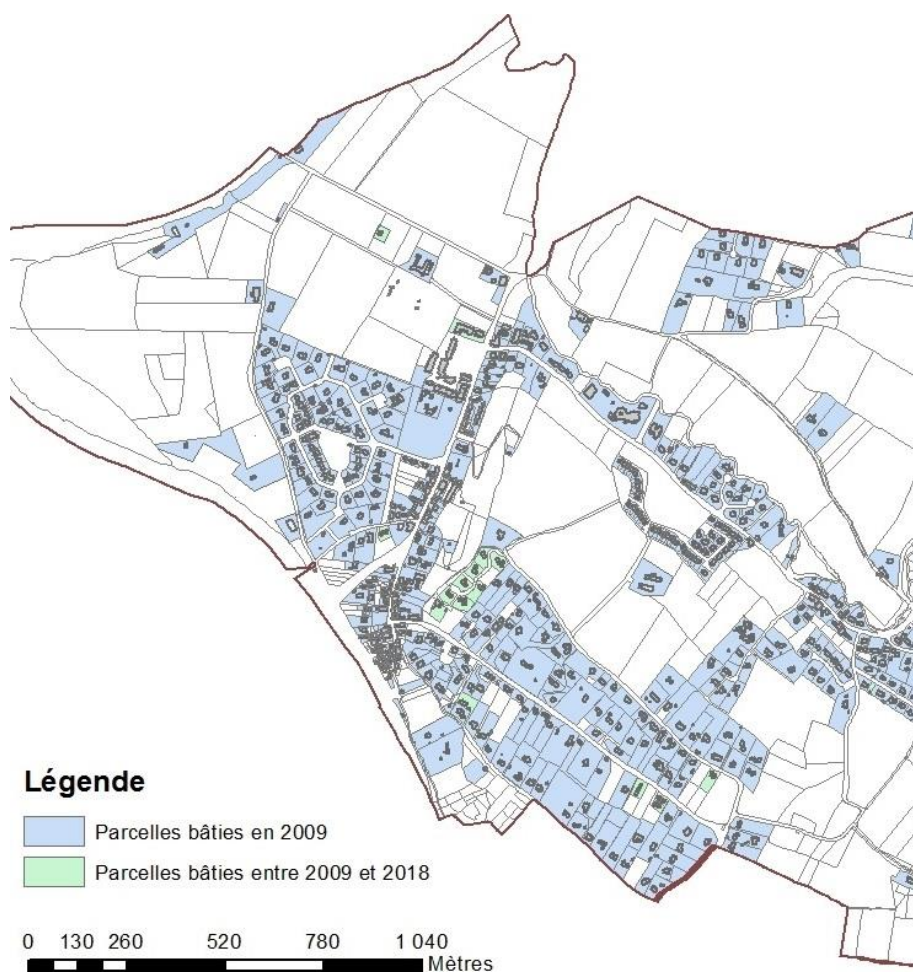 Légende
Parcelles bâties en 2009
Parcelles bâties entre 2009 et 2018
0 130 260 520 780 1 040
Mètres